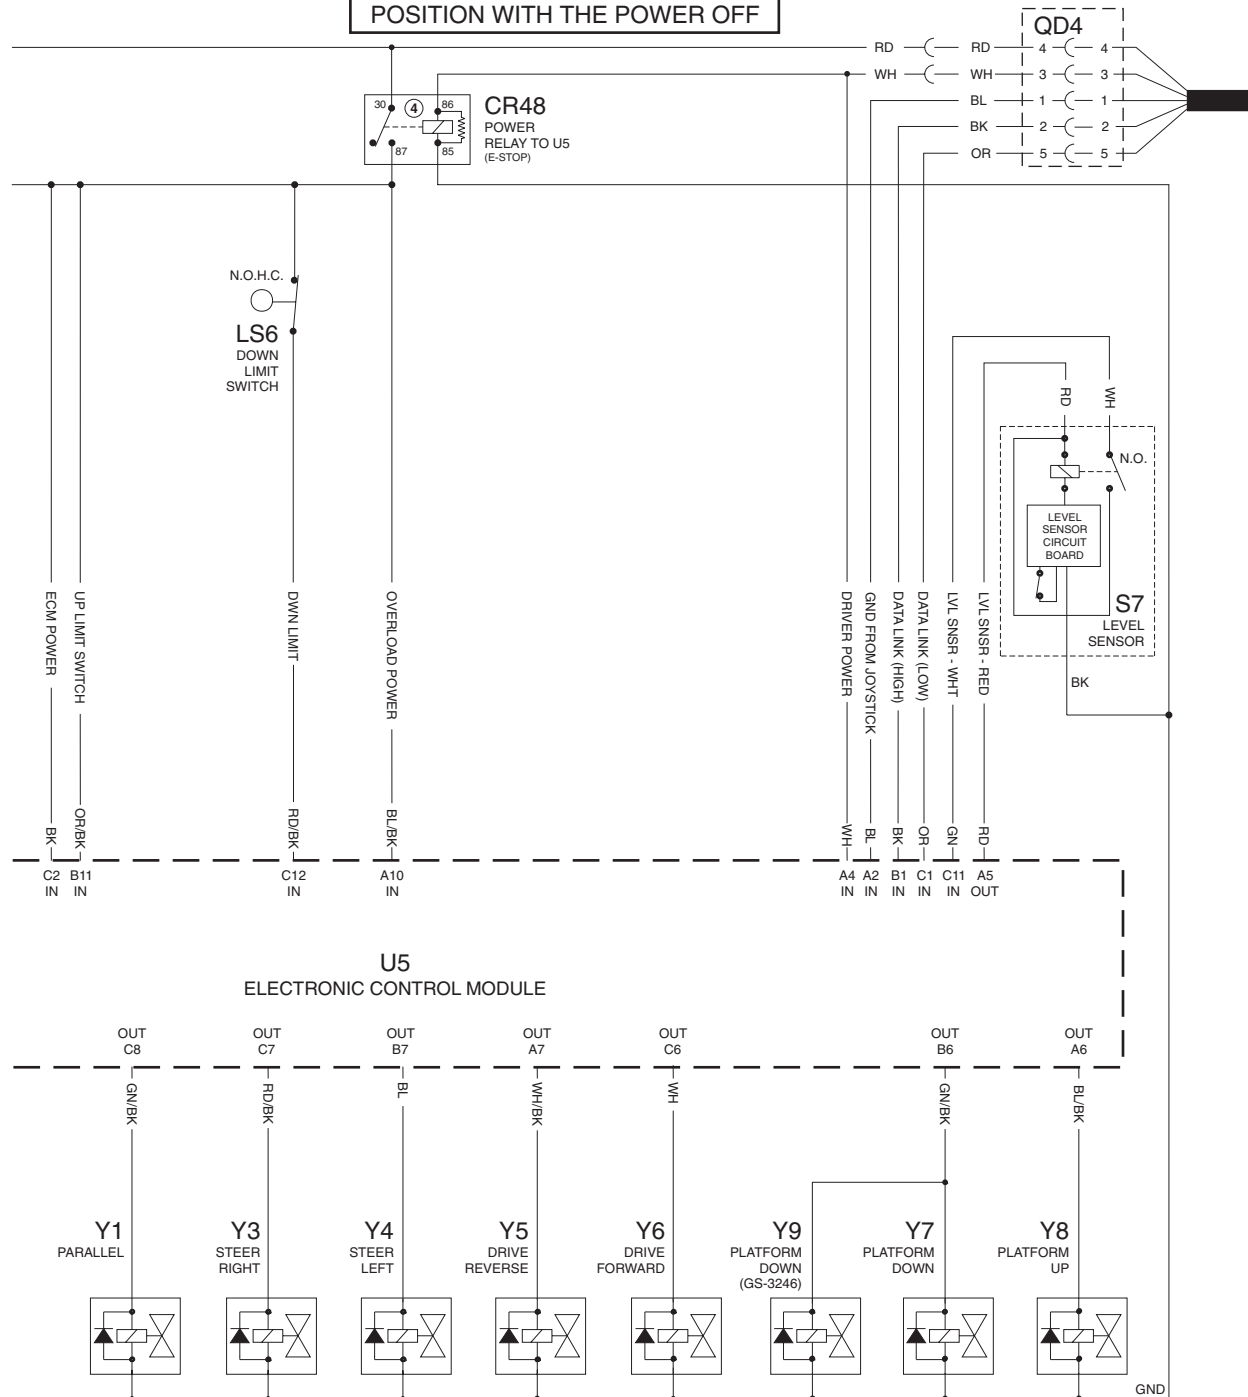 POSITION WITH THE POWER OFF
QD4
RD RD 4 4
WH WH 3 3
BL 1 1
BK 2 2
OR 5 5
30 4 86
87 85
CR48
POWER
RELAY TO U5
(E-STOP)
N.O.H.C.
LS6
DOWN
LIMIT
SWITCH
RD
WH
N.O.
LEVEL
SENSOR
CIRCUIT
BOARD
S7
LEVEL
SENSOR
BK
ECM POWER
UP LIMIT SWITCH
DWN LIMIT
OVERLOAD POWER
DRIVER POWER
GND FROM JOYSTICK
DATA LINK (HIGH)
DATA LINK (LOW)
LVL SNSR - WHT
LVL SNSR - RED
BK
OR/BK
RD/BK
BL/BK
WH
BL
BK
OR
GN
RD
C2 B11 C12 A10 A4 A2 B1 C1 C11 A5
IN IN IN IN IN IN IN IN IN OUT
U5
ELECTRONIC CONTROL MODULE
OUT OUT OUT OUT OUT OUT OUT
C8 C7 B7 A7 C6 B6 A6
GN/BK
RD/BK
BL
WH/BK
WH
GN/BK
BL/BK
Y1
PARALLEL
Y3
STEER
RIGHT
Y4
STEER
LEFT
Y5
DRIVE
REVERSE
Y6
DRIVE
FORWARD
Y9
PLATFORM
DOWN
(GS-3246)
Y7
PLATFORM
DOWN
Y8
PLATFORM
UP
GND